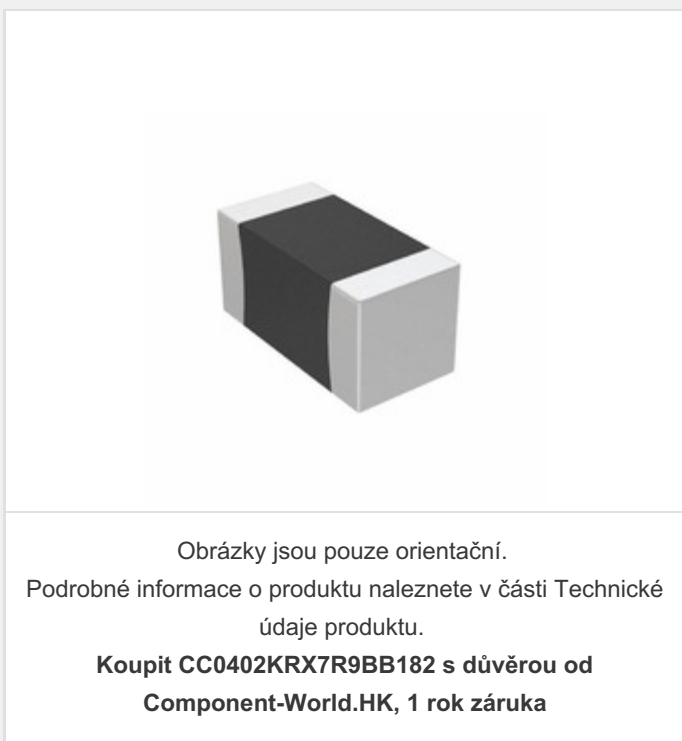 Obrázky jsou pouze orientační.
Podrobné informace o produktu naleznete v části Technické
údaje produktu.
Koupit CC0402KRX7R9BB182 s důvěrou od
Component-World.HK, 1 rok záruka